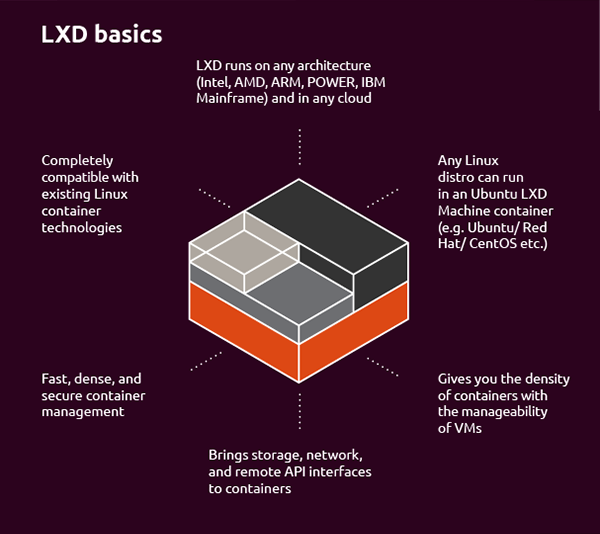 LXD basics
LXD runs on any architecture
(Intel, AMD, ARM, POWER, IBM
Mainframe) and in any cloud
Completely
compatible with
existing Linux
container
technologies
Any Linux
distro can run
in an Ubuntu LXD
Machine container
(e.g. Ubuntu/ Red
Hat/ CentOS etc.)
Fast, dense, and
secure container
management
Gives you the density
of containers with
the manageability
of VMs
Brings storage, network,
and remote API interfaces
to containers